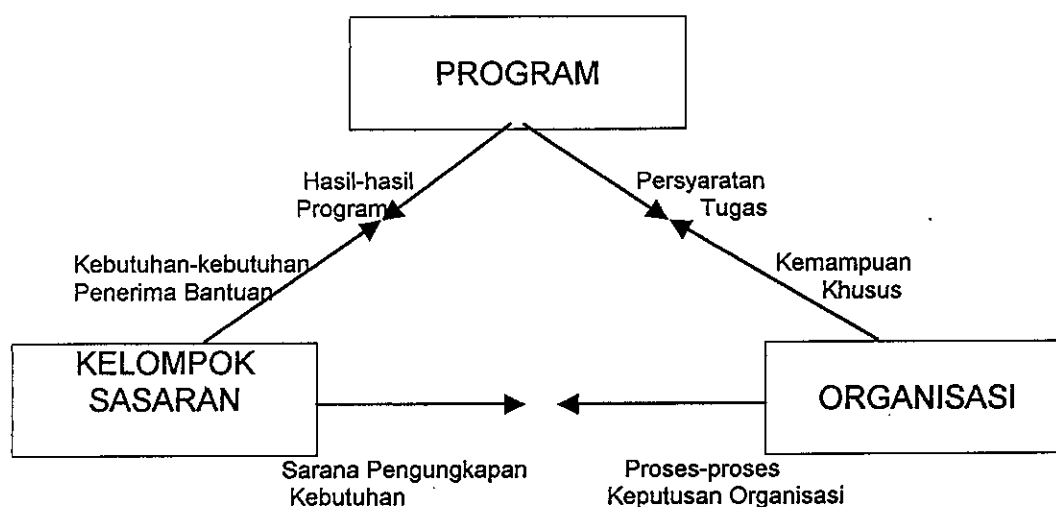 PROGRAM
Hasil-hasil
Program
Persyaratan
Tugas
Kebutuhan-kebutuhan
Penerima Bantuan
Kemampuan
Khusus
KELOMPOK
SASARAN
ORGANISASI
Sarana Pengungkapan
Kebutuhan
Proses-proses
Keputusan Organisasi